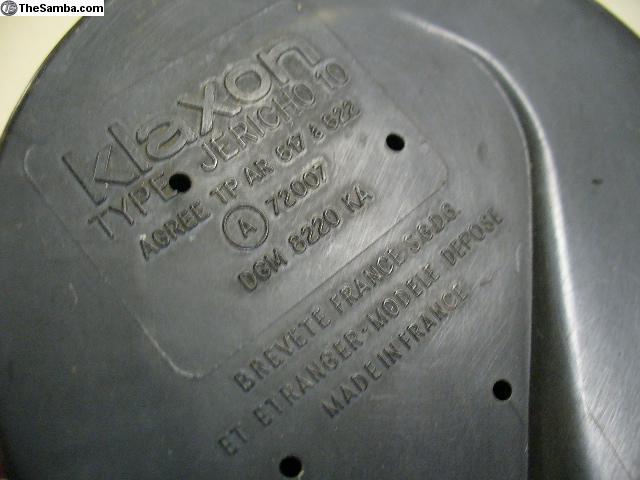 TheSamba.com
klaxon
TYPE JERICHO 10
AGREE TP AR 617 à 622
A 72007
DGM 8220 KA
BREVETE FRANCE S.G.D.G.
ET ETRANGER-MODELE DEPOSE
MADE IN FRANCE